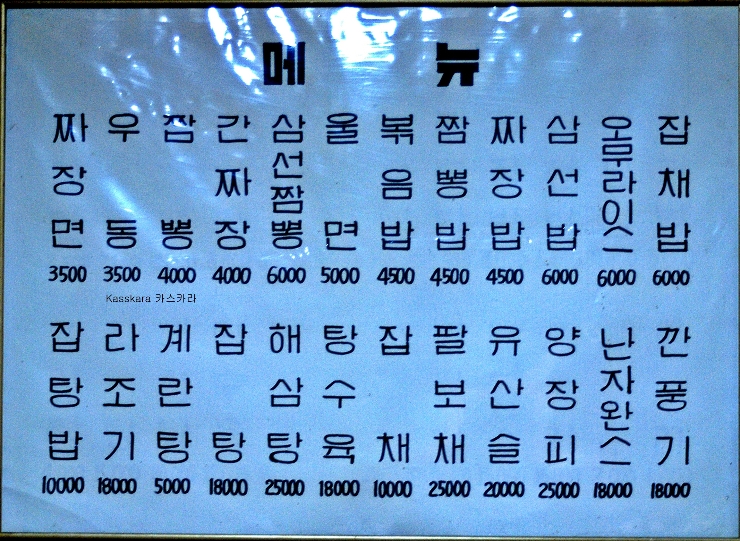 메뉴
짜장면 3500
우동 3500
짬뽕 4000
간짜장 4000
삼선짬뽕 6000
울면 5000
볶음밥 4500
짬뽕밥 4500
짜장밥 4500
삼선밥 6000
오무라이스 6000
잡채밥 6000
Kasskara 카스카라
잡탕밥 10000
라조기 18000
계란탕 5000
잡탕 18000
해삼탕 25000
탕수육 18000
잡채 10000
팔보채 25000
유산슬 20000
양장피 25000
난자완스 18000
깐풍기 18000